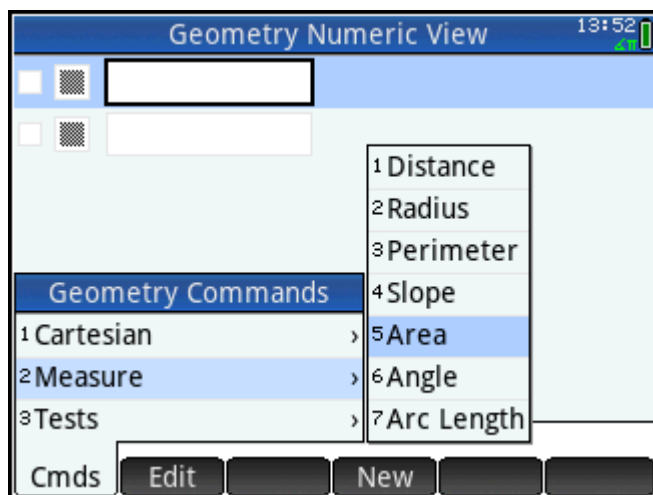 Geometry Numeric View 13:52
∡π
1 Distance
2 Radius
3 Perimeter
4 Slope
5 Area
6 Angle
7 Arc Length
Geometry Commands
1 Cartesian ›
2 Measure ›
3 Tests ›
Cmds Edit New